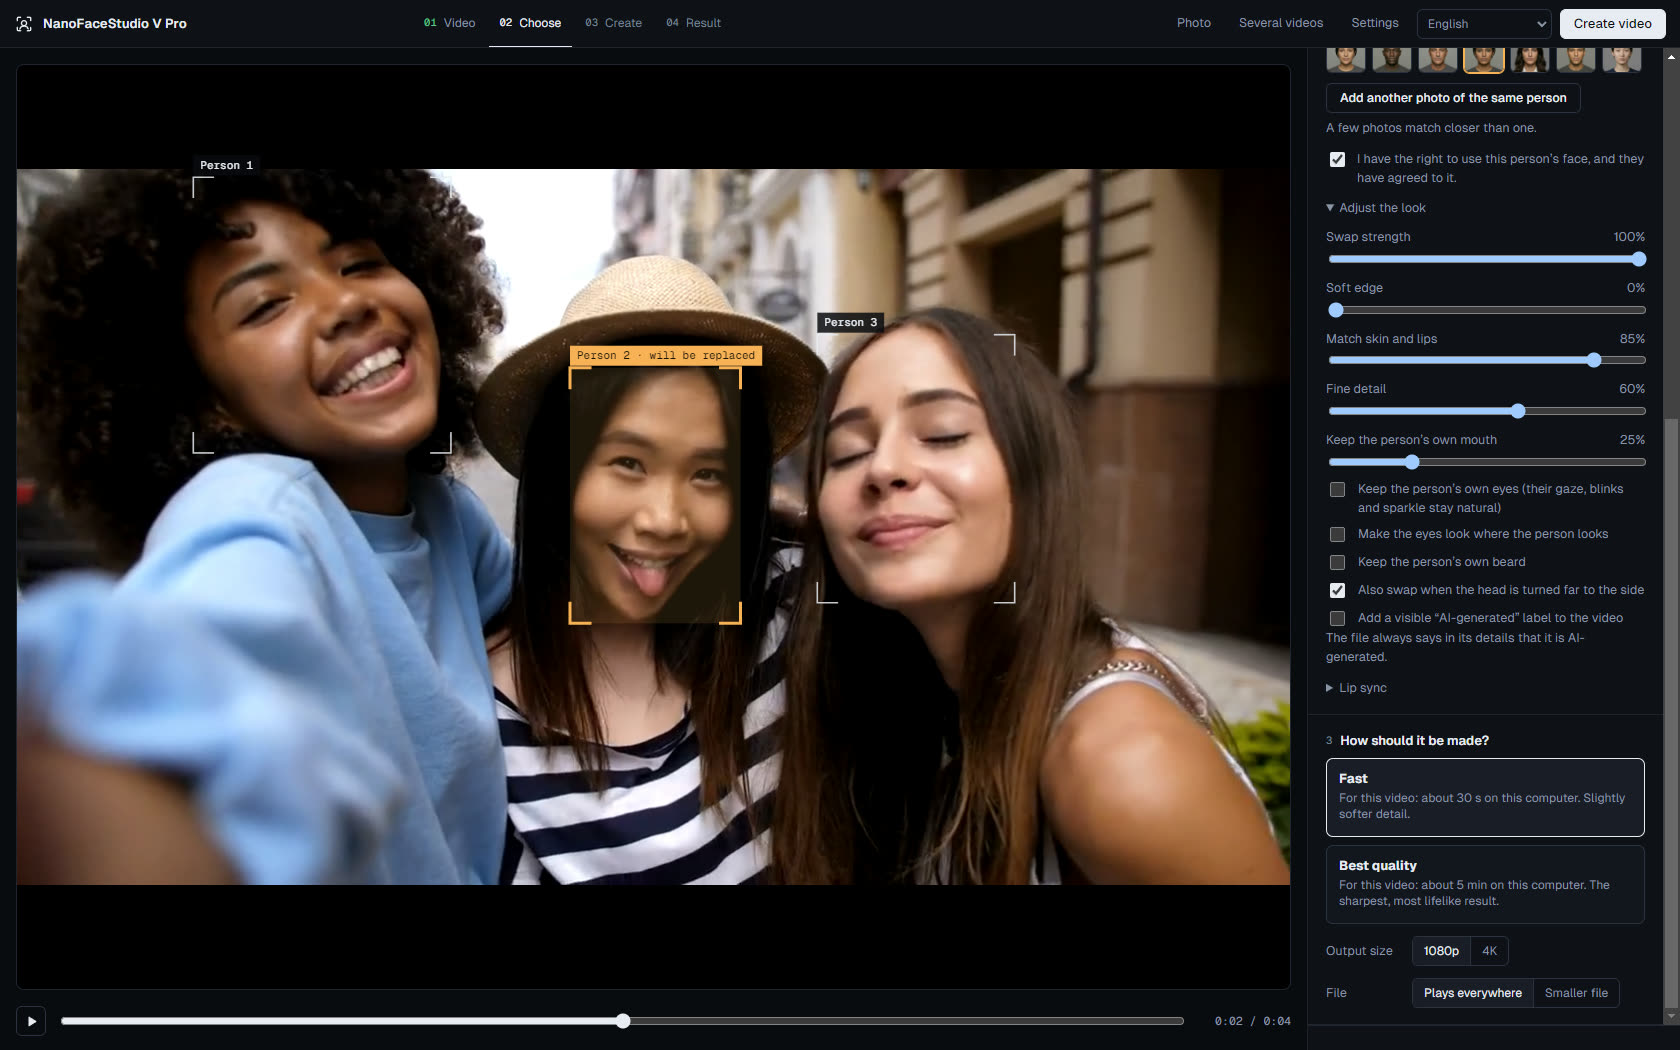 NanoFaceStudio V Pro
01 Video 02 Choose 03 Create 04 Result
Photo Several videos Settings English Create video
Person 1
Person 2 · will be replaced
Person 3
0:02 / 0:04
Add another photo of the same person
A few photos match closer than one.
I have the right to use this person's face, and they
have agreed to it.
▼ Adjust the look
Swap strength 100%
Soft edge 0%
Match skin and lips 85%
Fine detail 60%
Keep the person's own mouth 25%
Keep the person's own eyes (their gaze, blinks
and sparkle stay natural)
Make the eyes look where the person looks
Keep the person's own beard
Also swap when the head is turned far to the side
Add a visible “AI-generated” label to the video
The file always says in its details that it is AI-
generated.
▶ Lip sync
3 How should it be made?
Fast
For this video: about 30 s on this computer. Slightly
softer detail.
Best quality
For this video: about 5 min on this computer. The
sharpest, most lifelike result.
Output size 1080p 4K
File Plays everywhere Smaller file